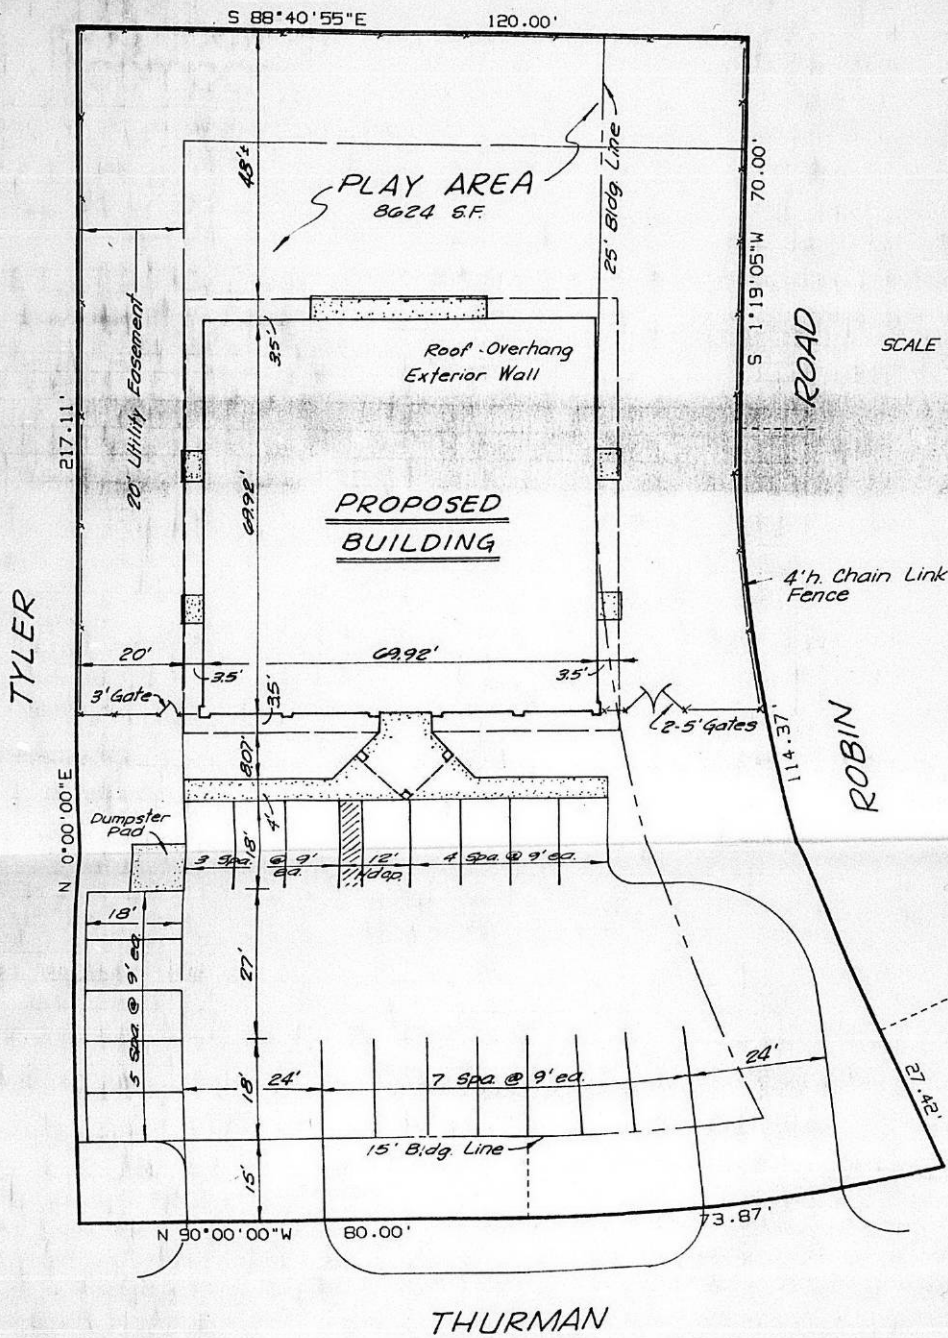 S 88°40'55"E
120.00'
48'±
PLAY AREA
8624 S.F.
25' Bldg. Line
70.00'
S 1°19'05"W
ROAD
SCALE
20' Utility Easement
217.11'
3.5'
Roof Overhang
Exterior Wall
69.92'
PROPOSED
BUILDING
4'h. Chain Link
Fence
TYLER
20'
69.92'
3.5'
3.5'
3' Gate
3.5'
2-5' Gates
114.37'
ROBIN
8.07'
N 0°00'00"E
Dumpster
Pad
4'
18'
3 Spa. @ 9'
ea.
12'
Hdcp.
4 Spa. @ 9' ea.
18'
5 Spa. @ 9' ea.
27'
24'
18'
7 Spa. @ 9' ea.
24'
27.42'
15' Bldg. Line
15'
N 90°00'00"W
80.00'
73.87'
THURMAN